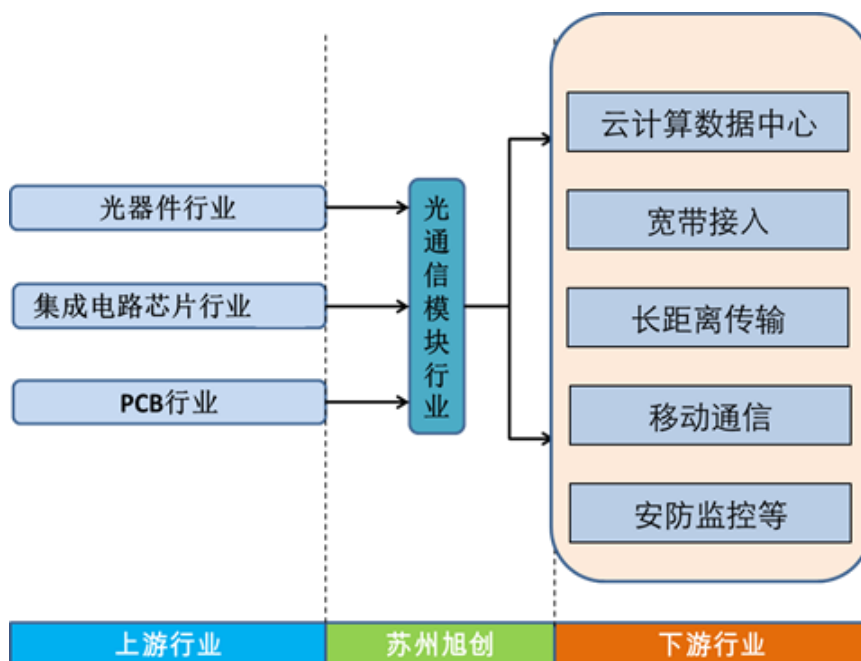 光器件行业
集成电路芯片行业
PCB行业
光通信模块行业
云计算数据中心
宽带接入
长距离传输
移动通信
安防监控等
上游行业
苏州旭创
下游行业